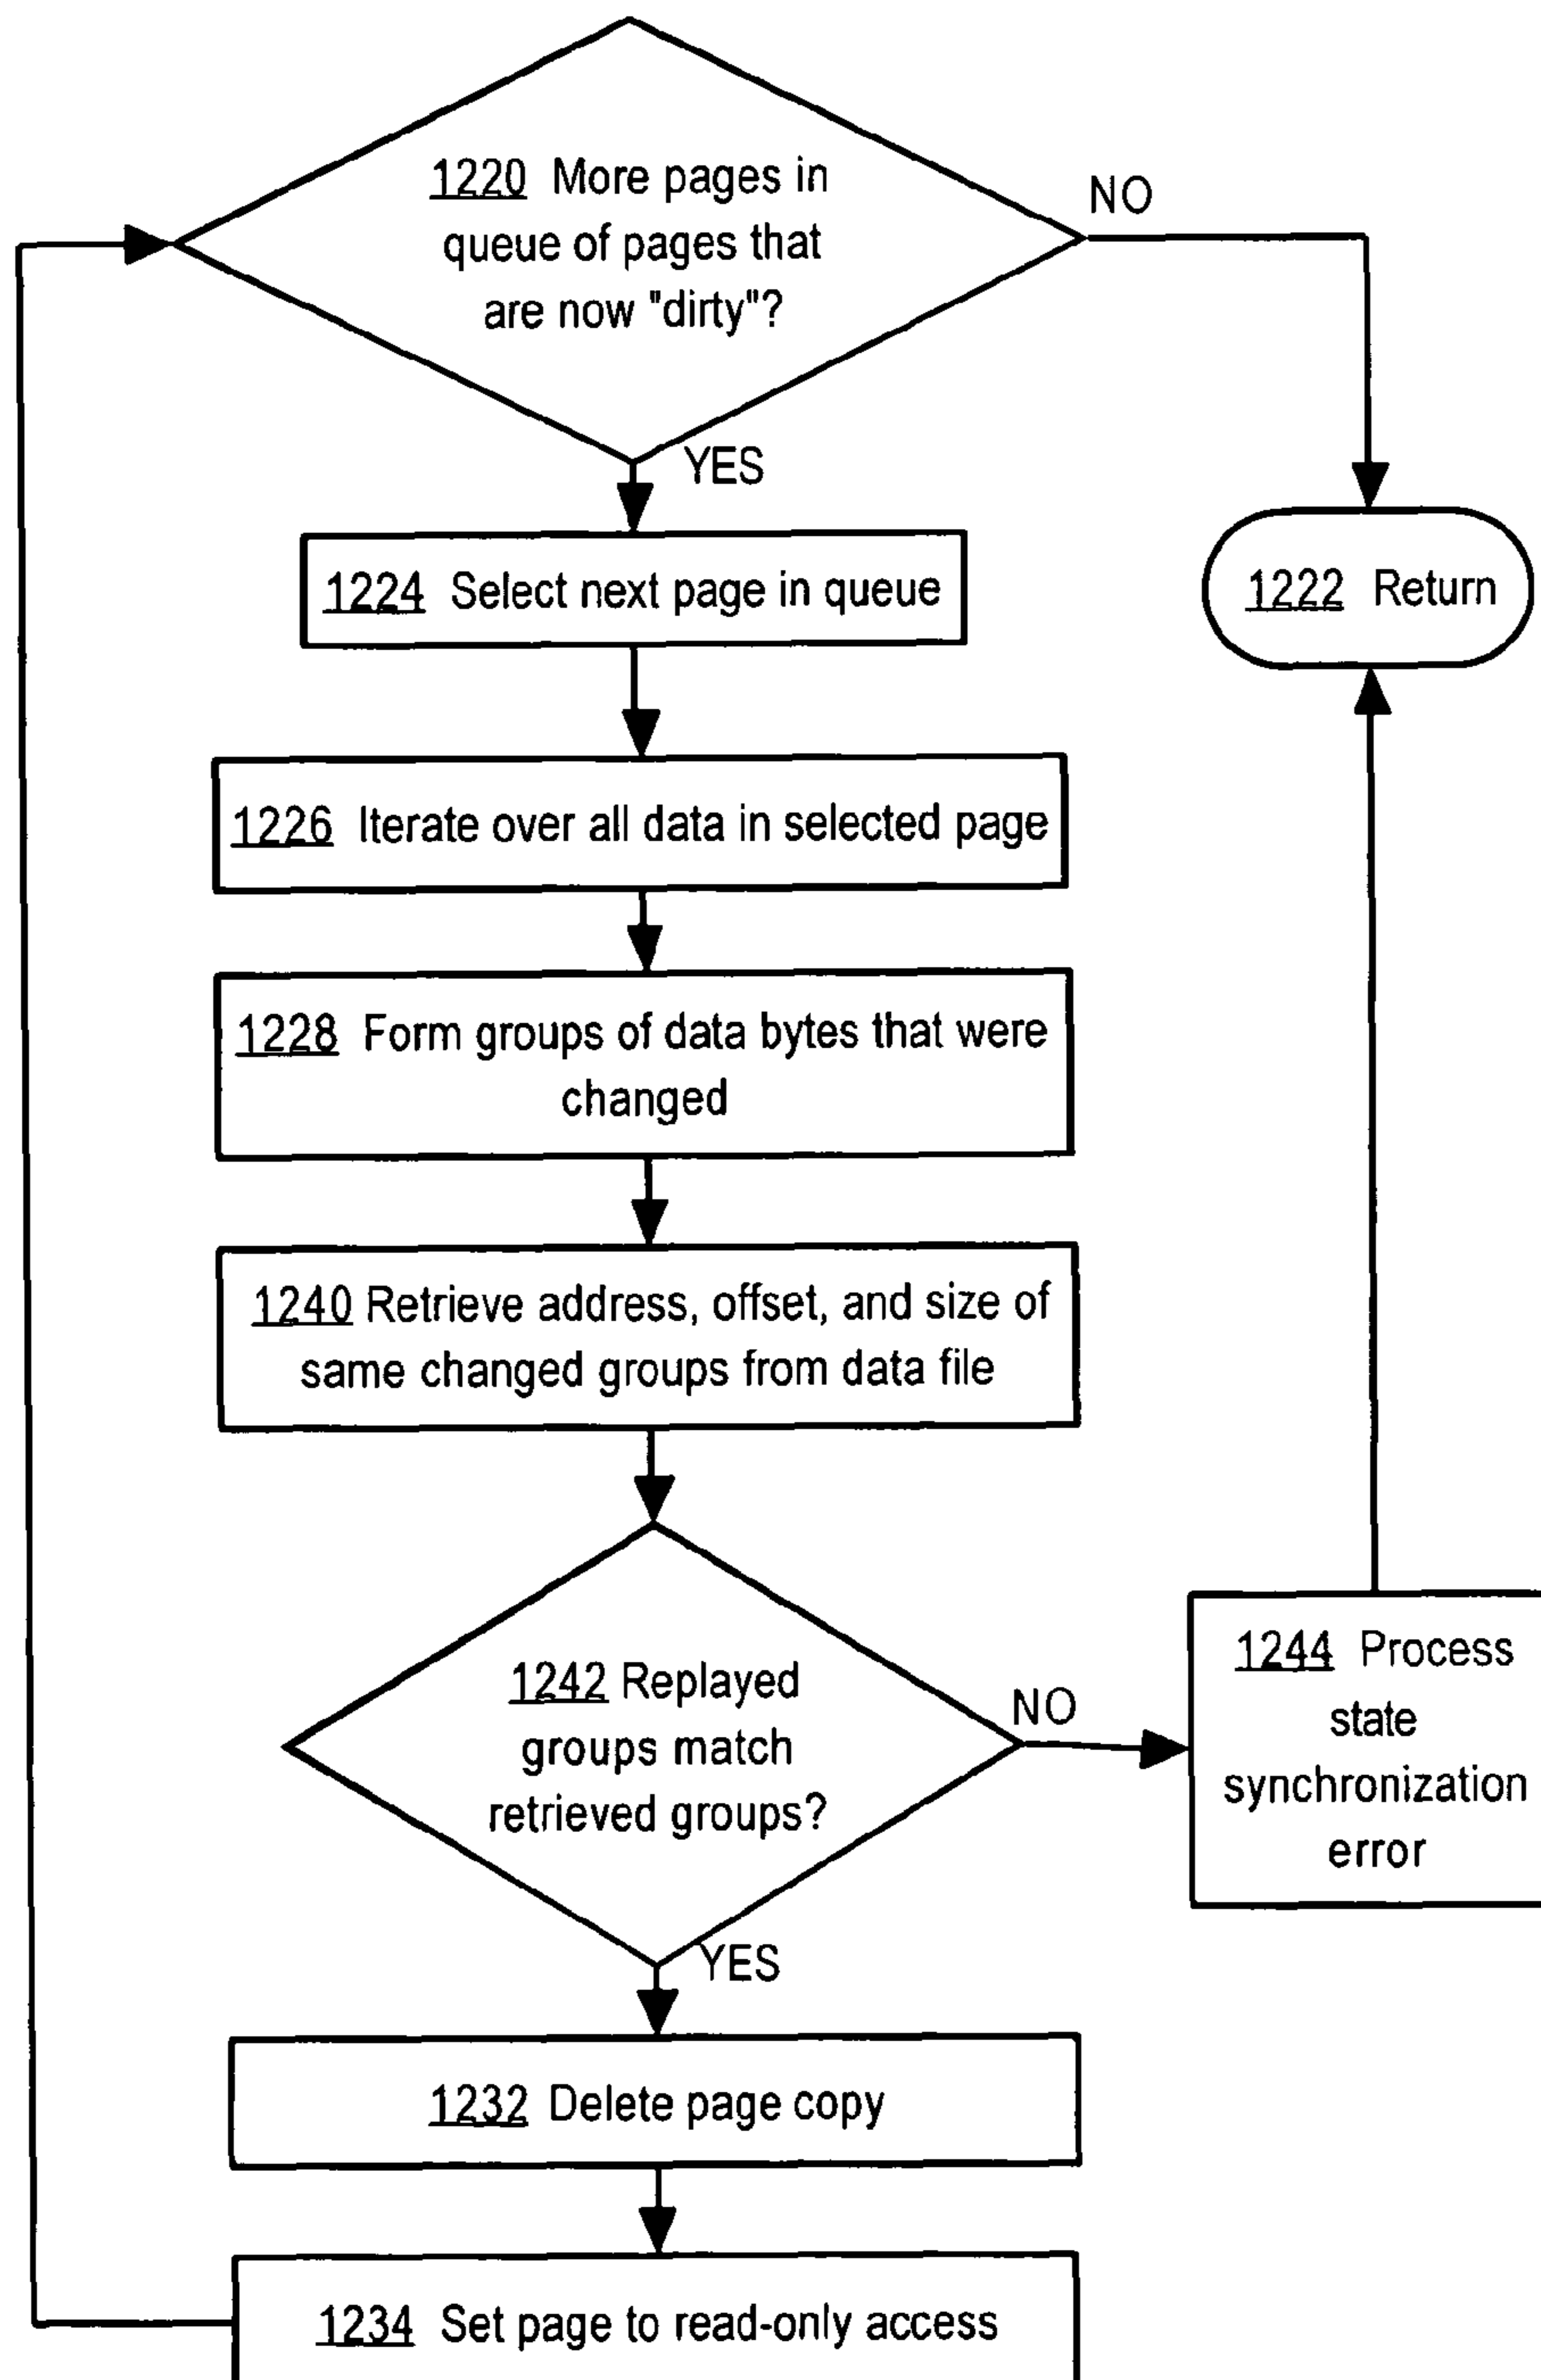 1220 More pages in
queue of pages that
are now "dirty"?
NO
YES
1224 Select next page in queue
1222 Return
1226 Iterate over all data in selected page
1228 Form groups of data bytes that were
changed
1240 Retrieve address, offset, and size of
same changed groups from data file
1242 Replayed
groups match
retrieved groups?
NO
1244 Process
state
synchronization
error
YES
1232 Delete page copy
1234 Set page to read-only access